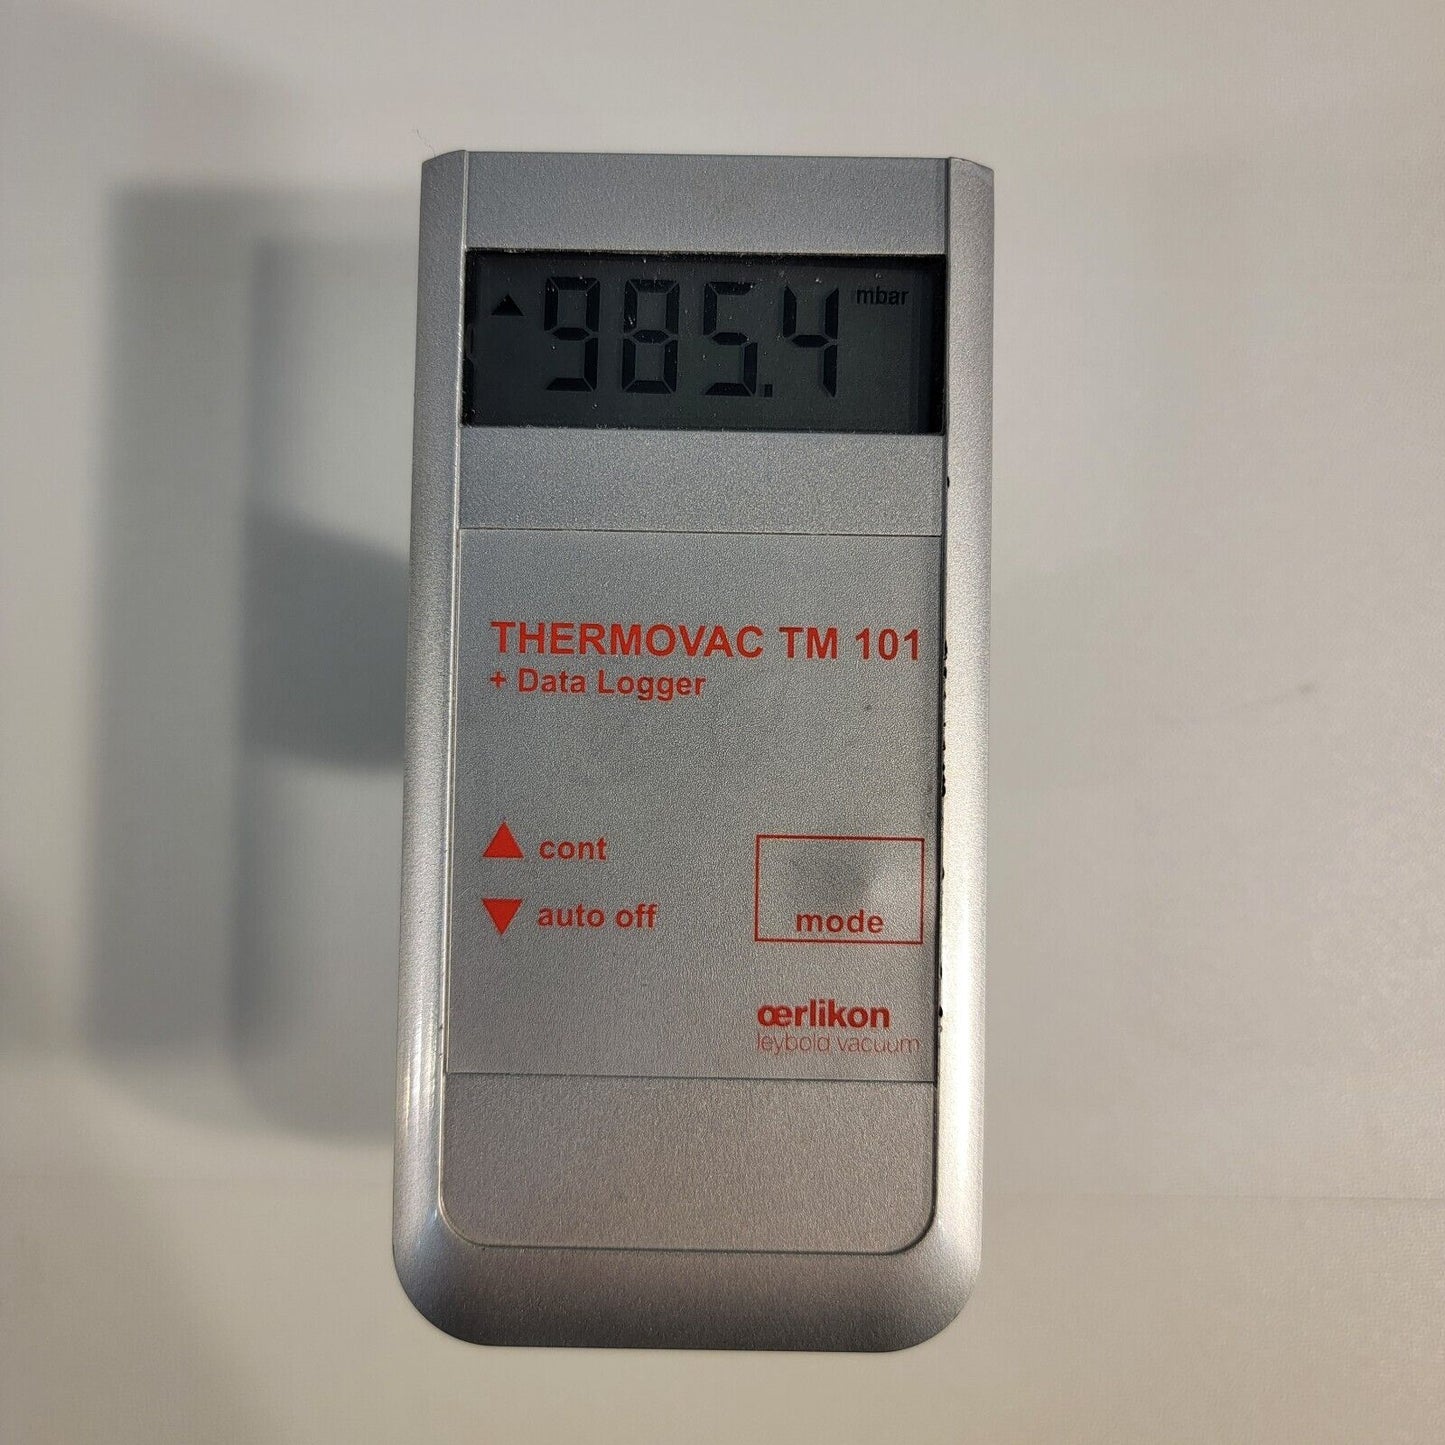 ▲ 985.4 mbar
THERMOVAC TM 101
+ Data Logger
▲ cont
▼ auto off
mode
œrlikon
leybold vacuum